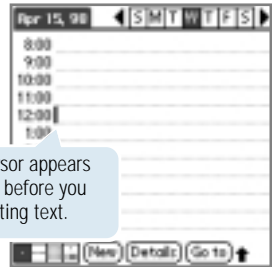 Apr 15, 98 S M T W T F S
8:00
9:00
10:00
11:00
12:00
1:00
sor appears
before you
ting text.
New Details Go to